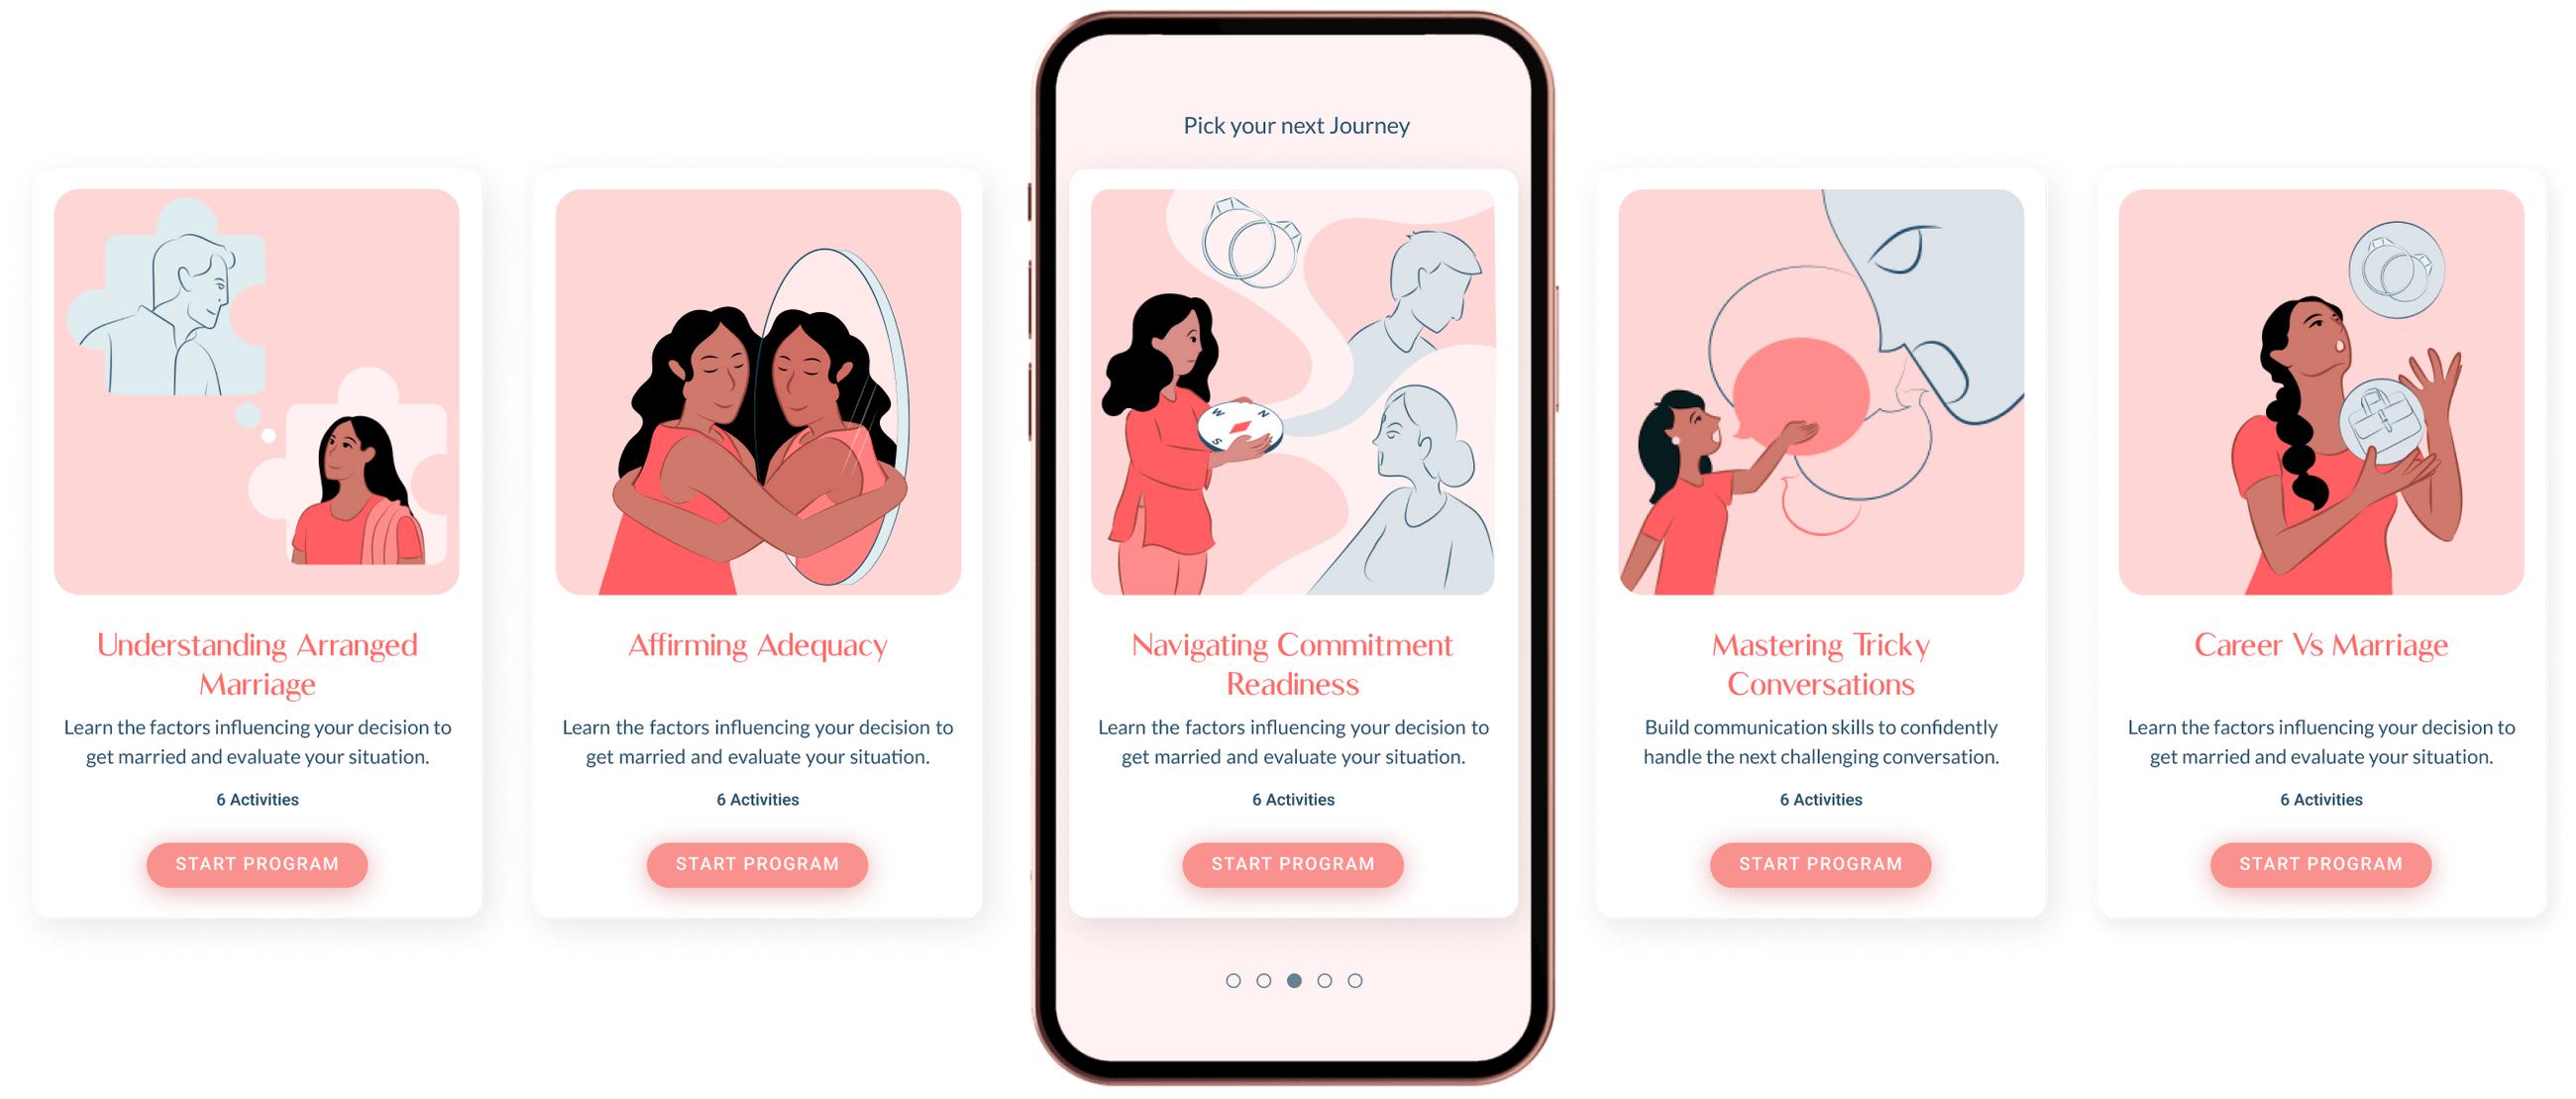 Pick your next Journey
Understanding Arranged
Marriage
Learn the factors influencing your decision to
get married and evaluate your situation.
6 Activities
START PROGRAM
Affirming Adequacy
Learn the factors influencing your decision to
get married and evaluate your situation.
6 Activities
START PROGRAM
W N
S
Navigating Commitment
Readiness
Learn the factors influencing your decision to
get married and evaluate your situation.
6 Activities
START PROGRAM
Mastering Tricky
Conversations
Build communication skills to confidently
handle the next challenging conversation.
6 Activities
START PROGRAM
Career Vs Marriage
Learn the factors influencing your decision to
get married and evaluate your situation.
6 Activities
START PROGRAM